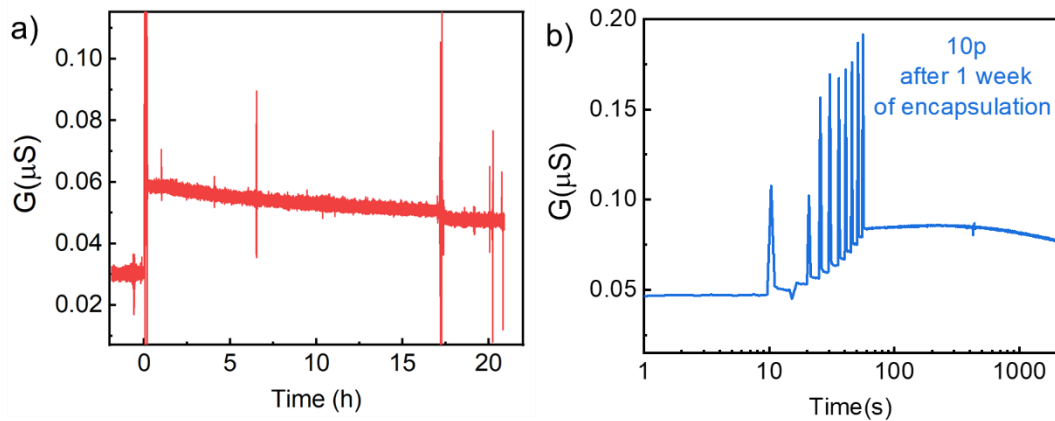 a)
G(μS)
0.10
0.08
0.06
0.04
0.02
0 5 10 15 20
Time (h)
b)
G(μS)
0.20
0.15
0.10
0.05
10p
after 1 week
of encapsulation
1 10 100 1000
Time(s)